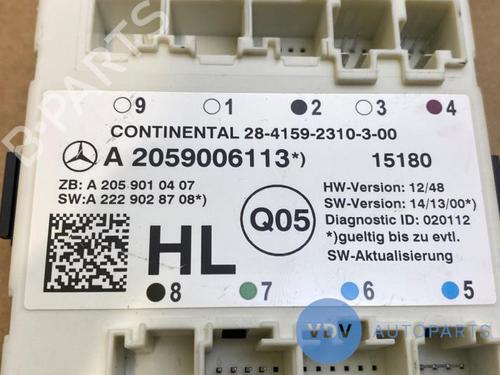 9 1 2 3 4
CONTINENTAL 28-4159-2310-3-00
A 2059006113*) 15180
ZB: A 205 901 04 07
SW:A 222 902 87 08*)
HW-Version: 12/48
SW-Version: 14/13/00*)
Diagnostic ID: 020112
*)gueltig bis zu evtl.
SW-Aktualisierung
HL
Q05
8 7 6 5
B-PARTS
VDV AUTOPARTS